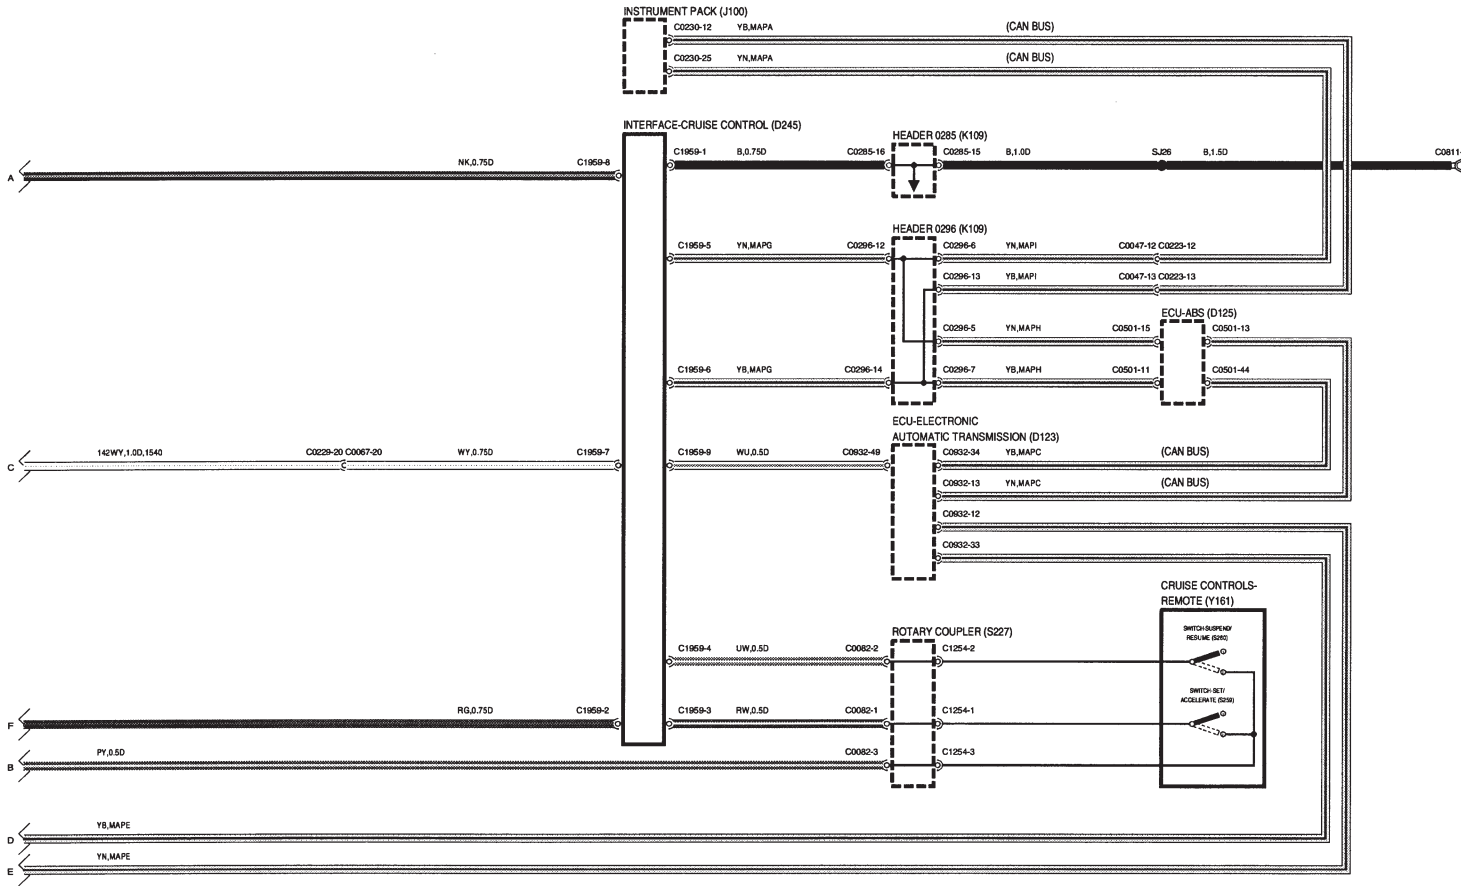 INSTRUMENT PACK (J100)
C0230-12 YB,MAPA (CAN BUS)
C0230-25 YN,MAPA (CAN BUS)
INTERFACE-CRUISE CONTROL (D245)
HEADER 0285 (K109)
A NK,0.75D C1959-8 C1959-1 B,0.75D C0285-16 C0285-15 B,1.0D SJ26 B,1.5D C0811-
HEADER 0296 (K109)
C1959-5 YN,MAPG C0296-12 C0296-6 YN,MAPI C0047-12 C0223-12
C0296-13 YB,MAPI C0047-13 C0223-13
ECU-ABS (D125)
C0296-5 YN,MAPH C0501-15 C0501-13
C1959-6 YB,MAPG C0296-14 C0296-7 YB,MAPH C0501-11 C0501-44
ECU-ELECTRONIC
AUTOMATIC TRANSMISSION (D123)
C 142WY,1.0D,1540 C0229-20 C0067-20 WY,0.75D C1959-7 C1959-9 WU,0.5D C0932-49 C0932-34 YB,MAPC (CAN BUS)
C0932-13 YN,MAPC (CAN BUS)
C0932-12
C0932-33
CRUISE CONTROLS-
REMOTE (Y161)
SWITCH-SUSPEND/
RESUME (S260)
ROTARY COUPLER (S227)
C1959-4 UW,0.5D C0082-2 C1254-2
SWITCH-SET/
ACCELERATE (S259)
F RG,0.75D C1959-2 C1959-3 RW,0.5D C0082-1 C1254-1
B PY,0.5D C0082-3 C1254-3
D YB,MAPE
E YN,MAPE